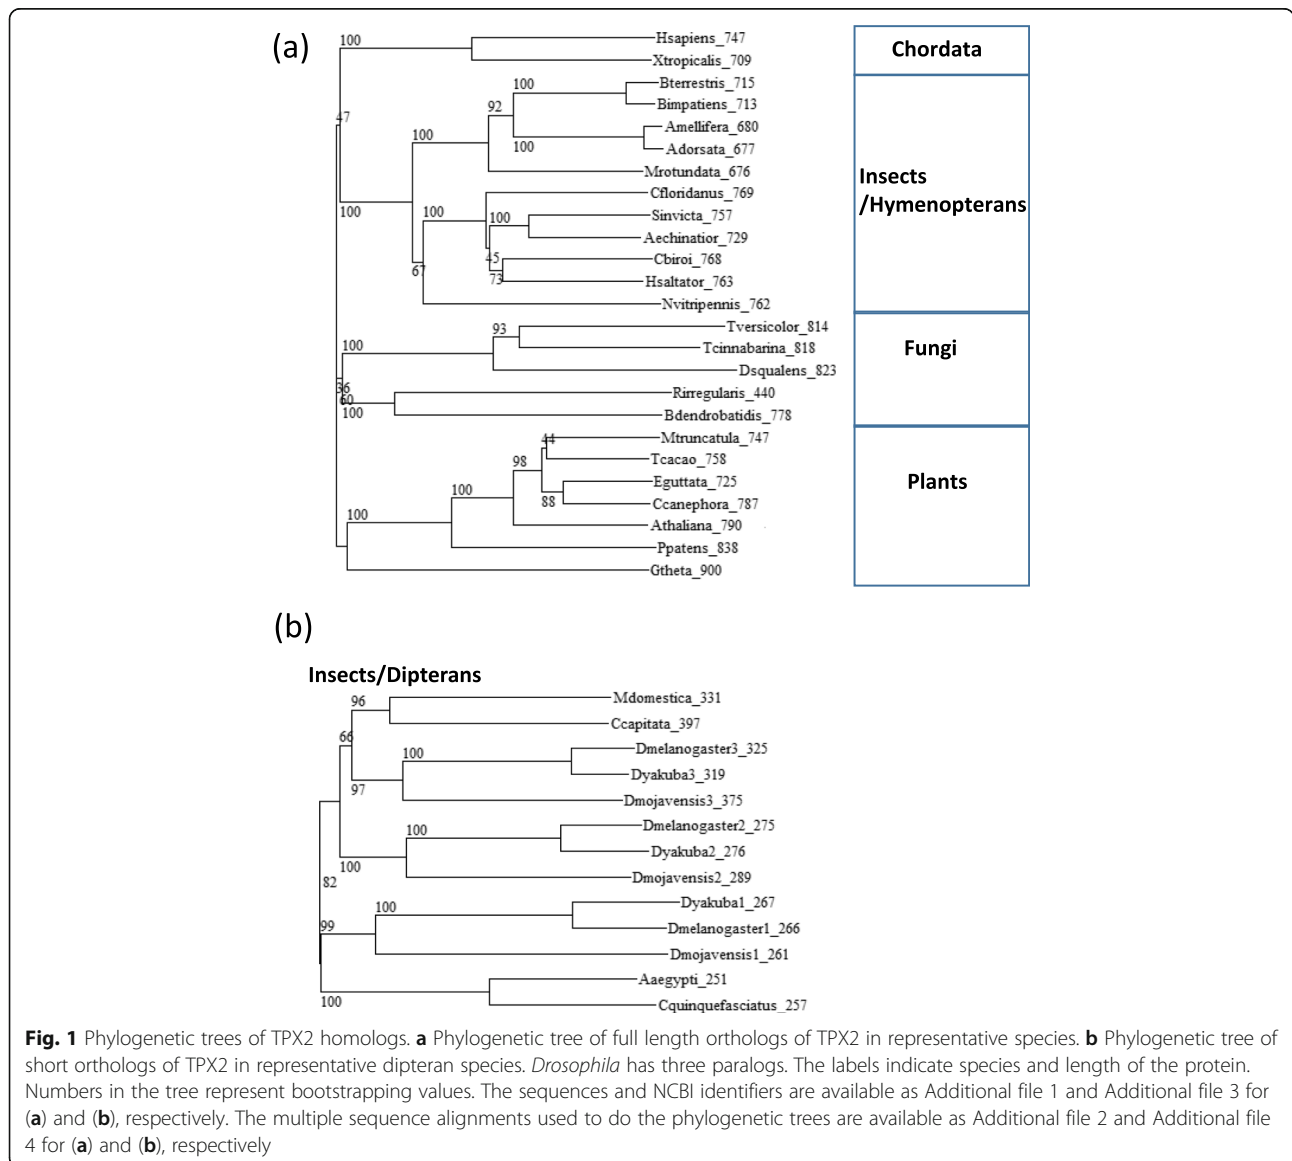 (a)
100
Hsapiens_747
Xtropicalis_709
Chordata
47
100
Bterrestris_715
Bimpatiens_713
92
100
Amellifera_680
Adorsata_677
100
Mrotundata_676
100
Insects
/Hymenopterans
100
Cfloridanus_769
100
Sinvicta_757
Aechinatior_729
45
Cbiroi_768
73
Hsaltator_763
67
Nvitripennis_762
93
Tversicolor_814
Tcinnabarina_818
100
Dsqualens_823
Fungi
36
60
Rirregularis_440
100
Bdendrobatidis_778
44
Mtruncatula_747
Tcacao_758
98
Eguttata_725
88
Ccanephora_787
100
Athaliana_790
100
Ppatens_838
Gtheta_900
Plants
(b)
Insects/Dipterans
96
Mdomestica_331
Ccapitata_397
66
100
Dmelanogaster3_325
Dyakuba3_319
97
Dmojavensis3_375
100
Dmelanogaster2_275
Dyakuba2_276
100
Dmojavensis2_289
82
100
Dyakuba1_267
Dmelanogaster1_266
99
Dmojavensis1_261
Aaegypti_251
100
Cquinquefasciatus_257
Fig. 1 Phylogenetic trees of TPX2 homologs. a Phylogenetic tree of full length orthologs of TPX2 in representative species. b Phylogenetic tree of
short orthologs of TPX2 in representative dipteran species. Drosophila has three paralogs. The labels indicate species and length of the protein.
Numbers in the tree represent bootstrapping values. The sequences and NCBI identifiers are available as Additional file 1 and Additional file 3 for
(a) and (b), respectively. The multiple sequence alignments used to do the phylogenetic trees are available as Additional file 2 and Additional file
4 for (a) and (b), respectively